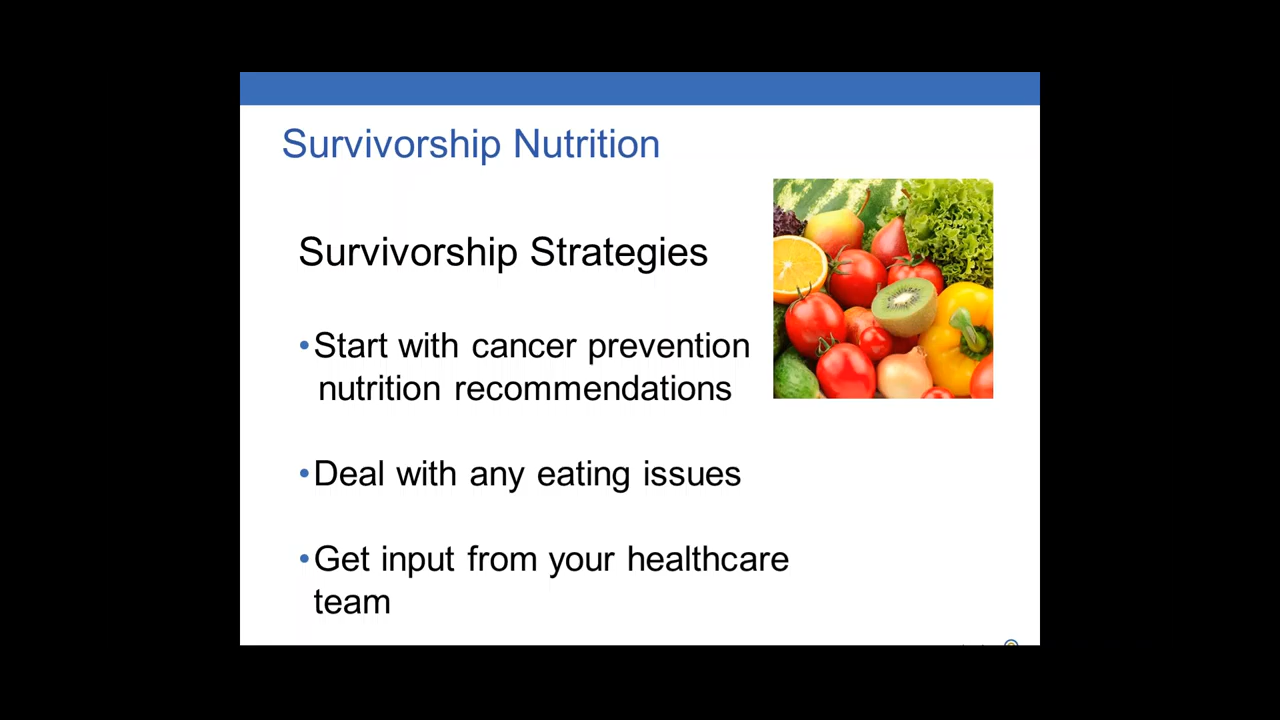 Survivorship Nutrition
Survivorship Strategies
•Start with cancer prevention
nutrition recommendations
•Deal with any eating issues
•Get input from your healthcare
team